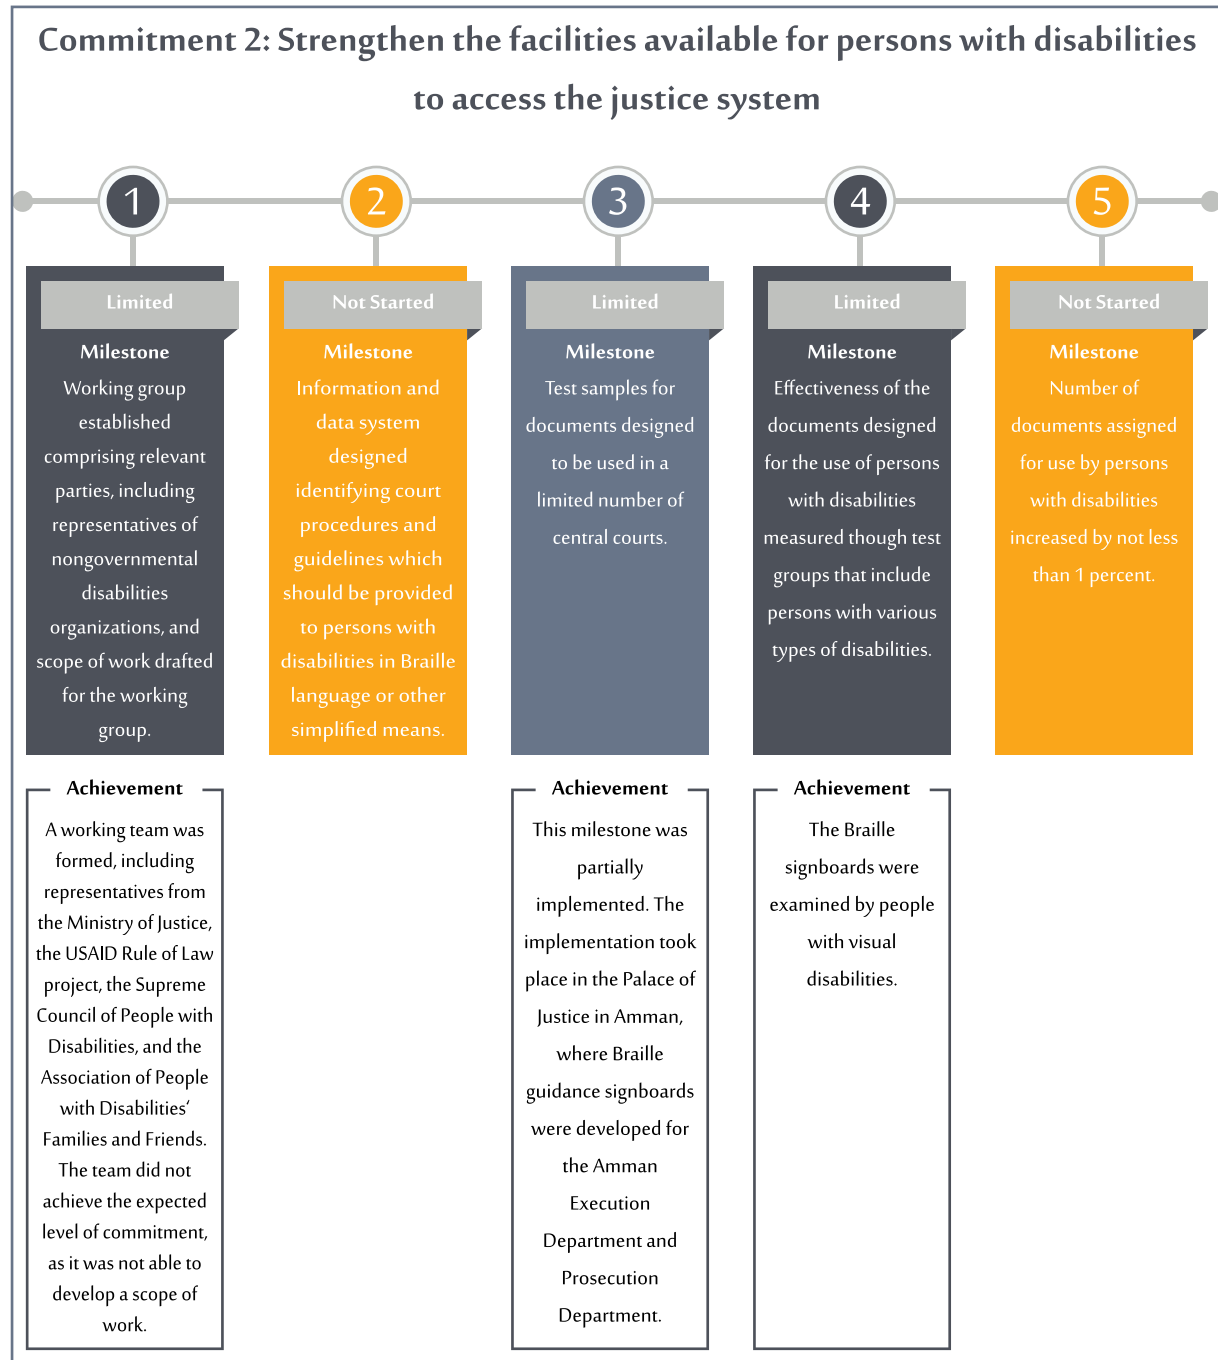 Commitment 2: Strengthen the facilities available for persons with disabilities
to access the justice system
1
Limited
Milestone
Working group
established
comprising relevant
parties, including
representatives of
nongovernmental
disabilities
organizations, and
scope of work drafted
for the working
group.
Achievement
A working team was
formed, including
representatives from
the Ministry of Justice,
the USAID Rule of Law
project, the Supreme
Council of People with
Disabilities, and the
Association of People
with Disabilities‘
Families and Friends.
The team did not
achieve the expected
level of commitment,
as it was not able to
develop a scope of
work.
2
Not Started
Milestone
Information and
data system
designed
identifying court
procedures and
guidelines which
should be provided
to persons with
disabilities in Braille
language or other
simplified means.
3
Limited
Milestone
Test samples for
documents designed
to be used in a
limited number of
central courts.
Achievement
This milestone was
partially
implemented. The
implementation took
place in the Palace of
Justice in Amman,
where Braille
guidance signboards
were developed for
the Amman
Execution
Department and
Prosecution
Department.
4
Limited
Milestone
Effectiveness of the
documents designed
for the use of persons
with disabilities
measured though test
groups that include
persons with various
types of disabilities.
Achievement
The Braille
signboards were
examined by people
with visual
disabilities.
5
Not Started
Milestone
Number of
documents assigned
for use by persons
with disabilities
increased by not less
than 1 percent.